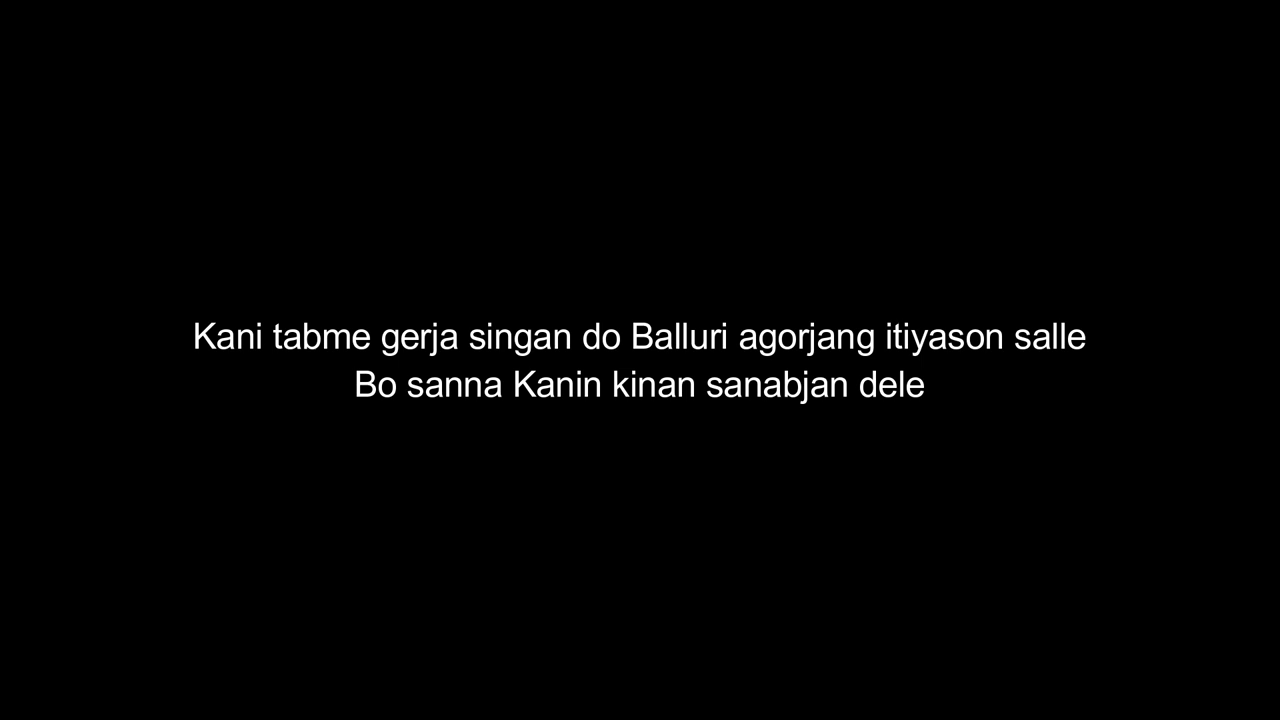 Kani tabme gerja singan do Balluri agorjang itiyason salle
Bo sanna Kanin kinan sanabjan dele